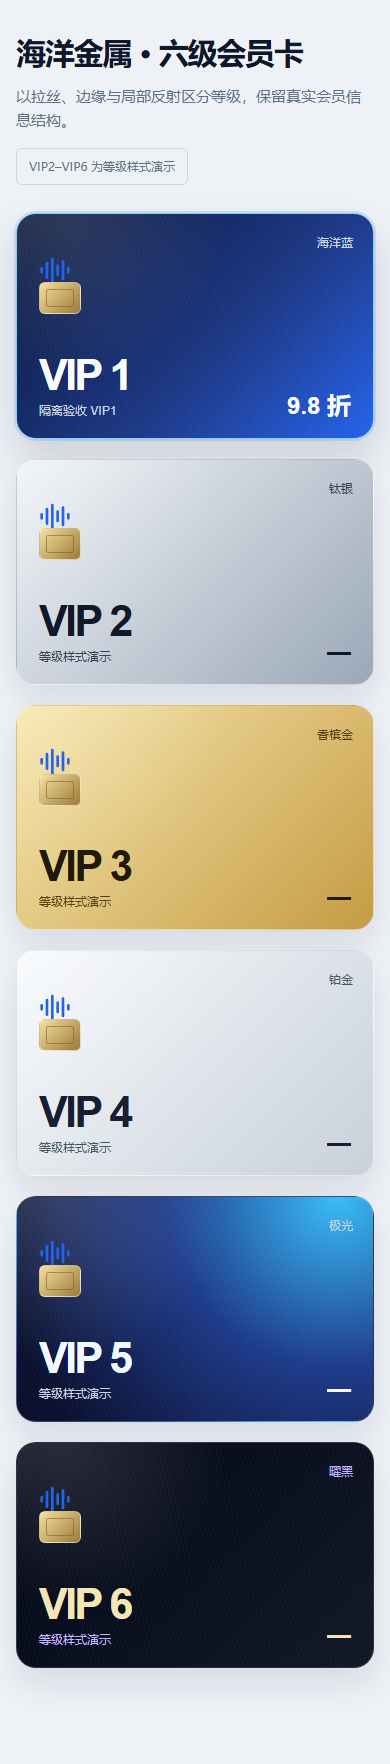 海洋金属 • 六级会员卡
以拉丝、边缘与局部反射区分等级，保留真实会员信
息结构。
VIP2–VIP6 为等级样式演示
海洋蓝
VIP 1
隔离验收 VIP1
9.8 折
钛银
VIP 2
等级样式演示
—
香槟金
VIP 3
等级样式演示
—
铂金
VIP 4
等级样式演示
—
极光
VIP 5
等级样式演示
—
曜黑
VIP 6
等级样式演示
—